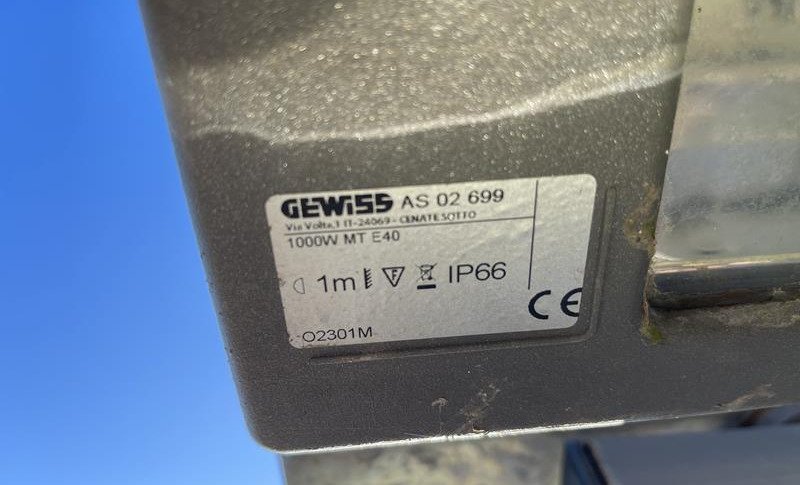 GEWISS AS 02 699
Via Volta,1 IT-24069 - CENATE SOTTO
1000W MT E40
1m F IP66
CE
O2301M